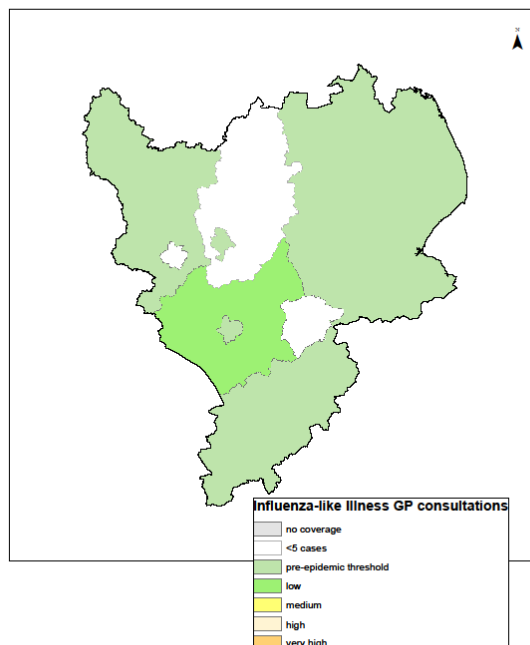 Influenza-like Illness GP consultations
no coverage
<5 cases
pre-epidemic threshold
low
medium
high
very high